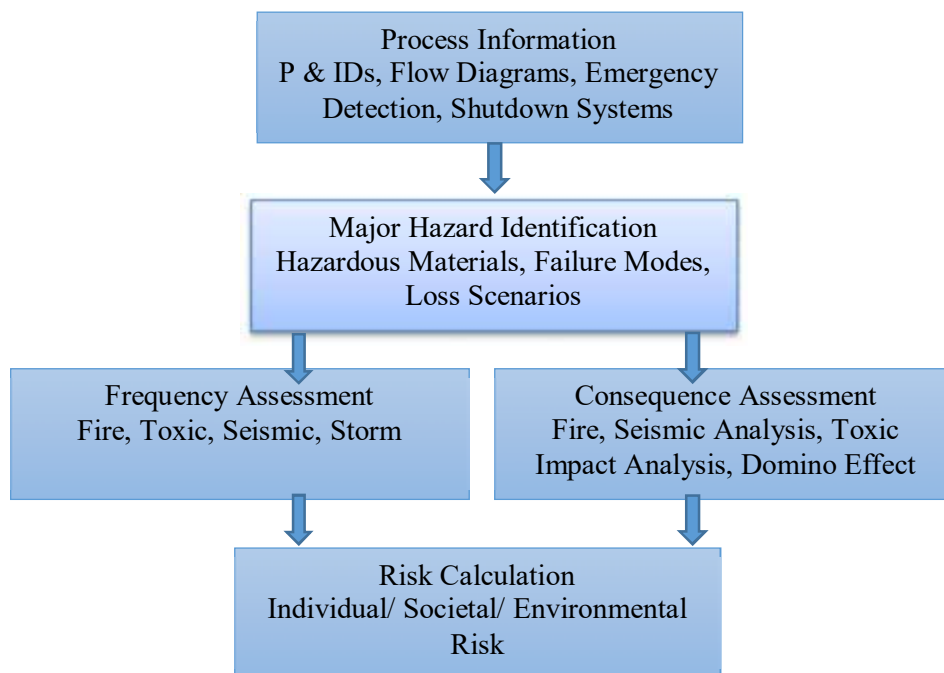 Process Information
P & IDs, Flow Diagrams, Emergency
Detection, Shutdown Systems
Major Hazard Identification
Hazardous Materials, Failure Modes,
Loss Scenarios
Frequency Assessment
Fire, Toxic, Seismic, Storm
Consequence Assessment
Fire, Seismic Analysis, Toxic
Impact Analysis, Domino Effect
Risk Calculation
Individual/ Societal/ Environmental
Risk